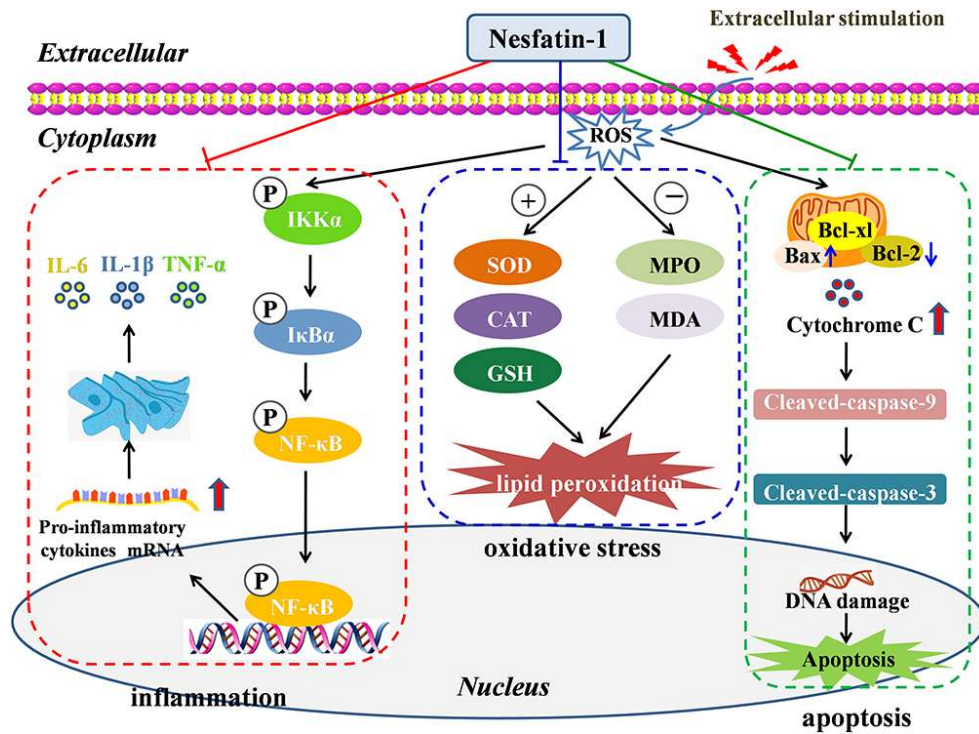 Extracellular stimulation
Nesfatin-1
Extracellular
Cytoplasm
ROS
P
IKKα
IL-6 IL-1β TNF-α
P
IκBα
P
NF-κB
Pro-inflammatory
cytokines mRNA
P
NF-κB
inflammation
+
−
SOD
MPO
CAT
MDA
GSH
lipid peroxidation
oxidative stress
Bcl-xl
Bax
Bcl-2
Cytochrome C
Cleaved-caspase-9
Cleaved-caspase-3
DNA damage
Apoptosis
Nucleus
apoptosis